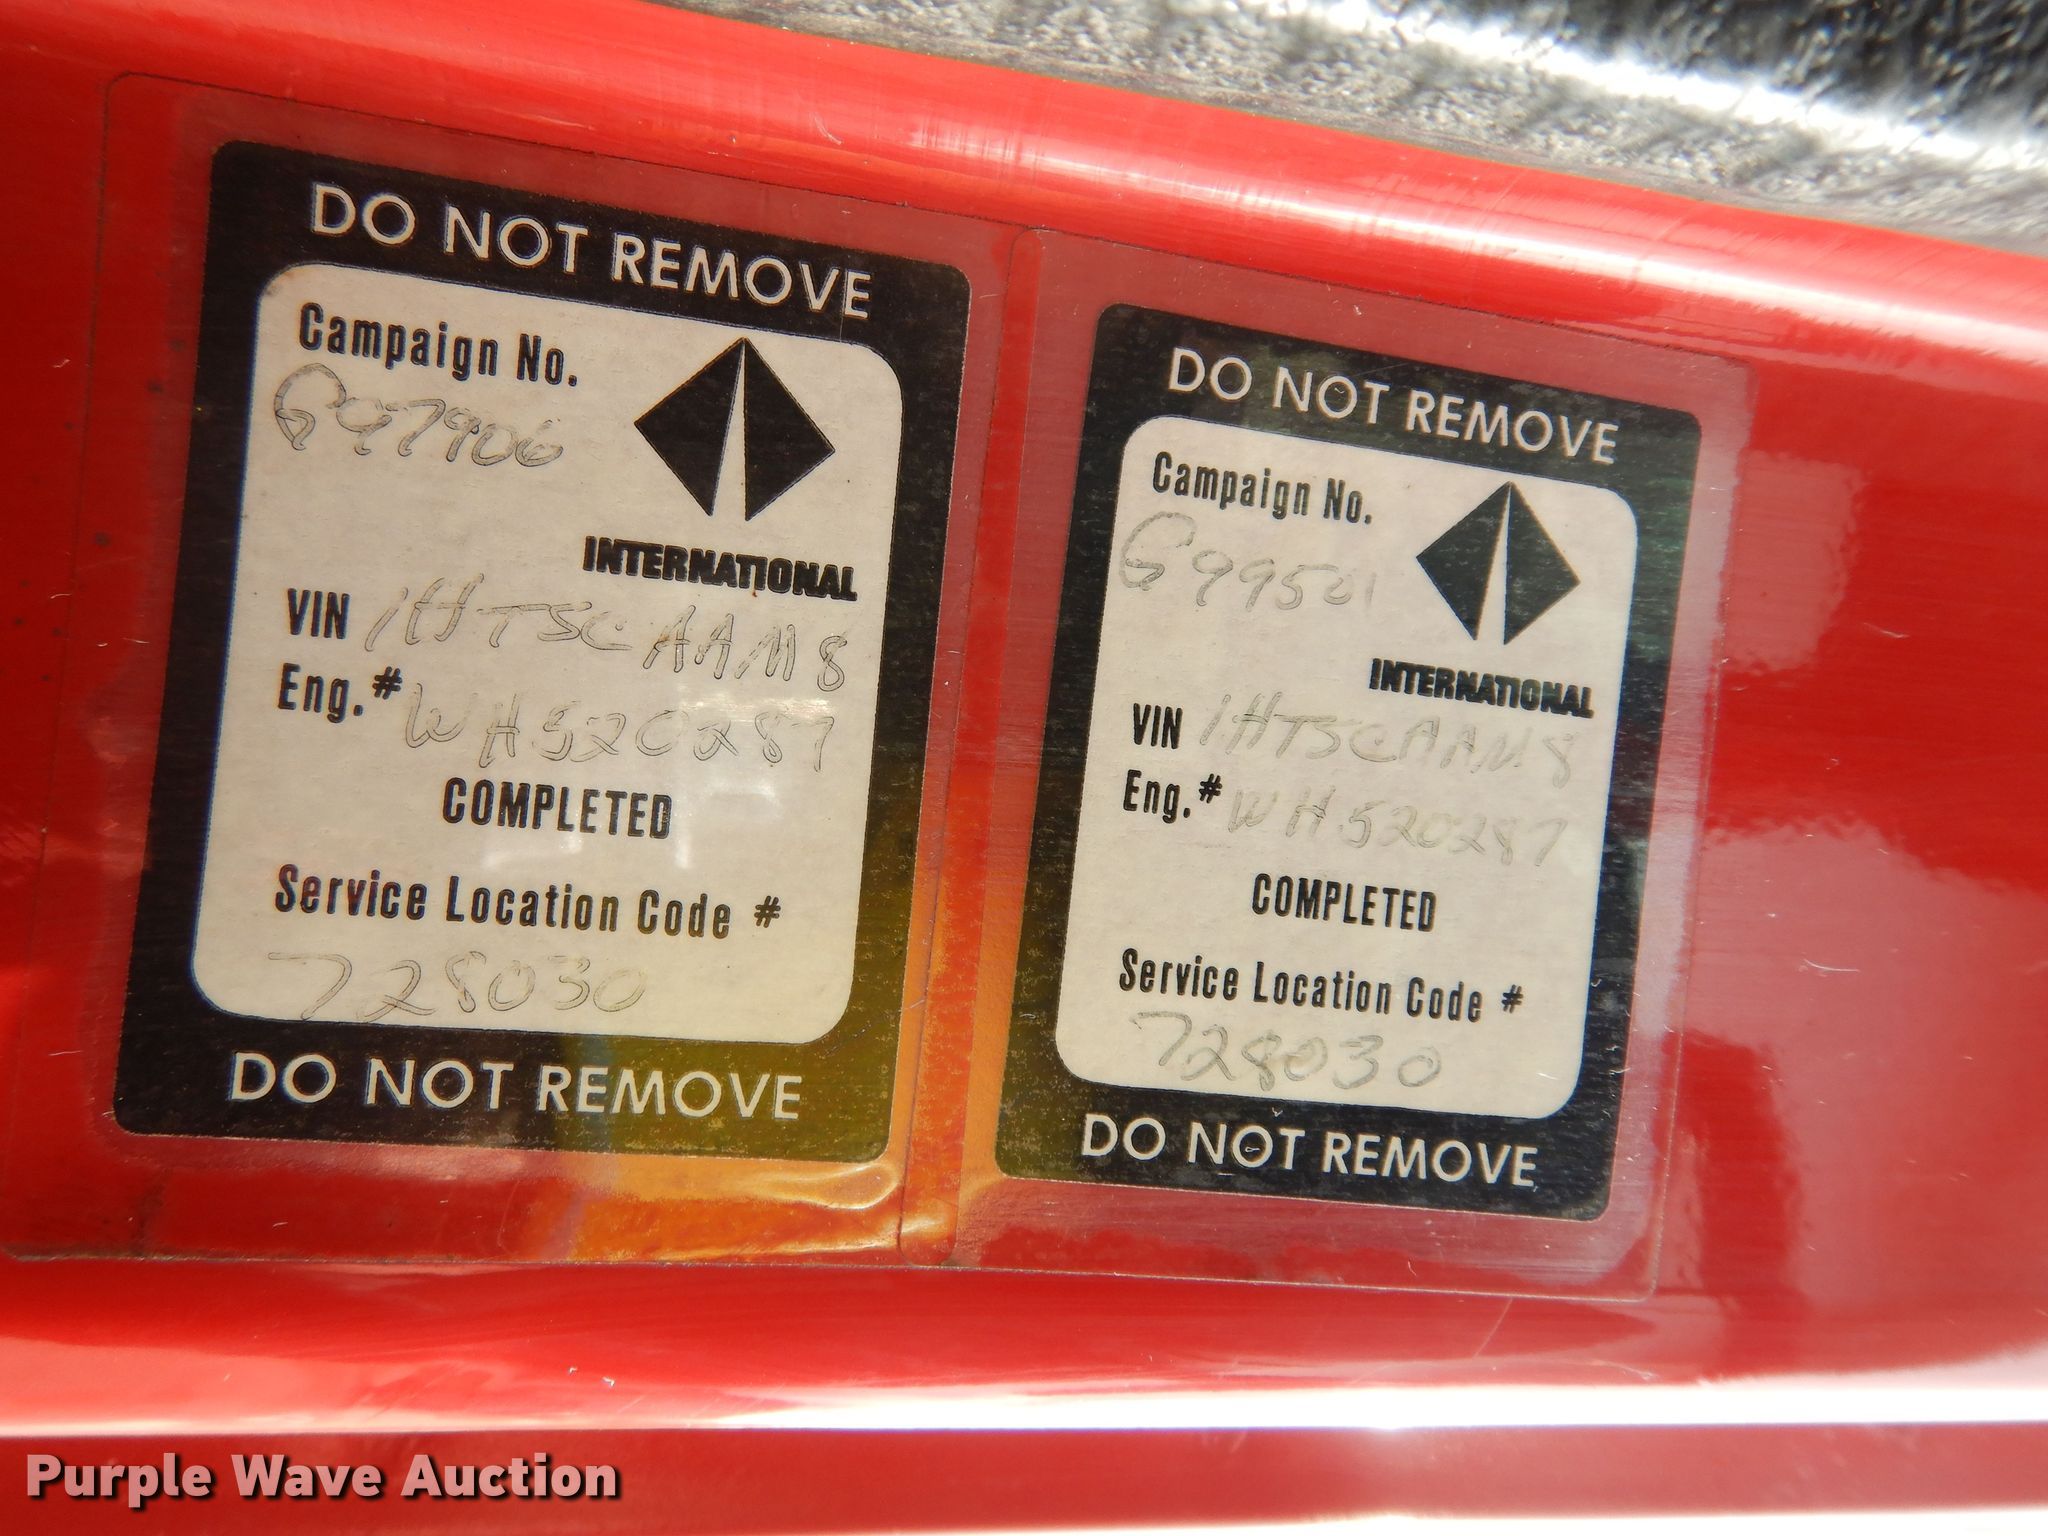 DO NOT REMOVE
Campaign No.
G97906
INTERNATIONAL
VIN 1HTSCAAM8
Eng.# WH520287
COMPLETED
Service Location Code #
728030
DO NOT REMOVE
DO NOT REMOVE
Campaign No.
G99501
INTERNATIONAL
VIN 1HTSCAAM8
Eng.# WH520287
COMPLETED
Service Location Code #
728030
DO NOT REMOVE
Purple Wave Auction